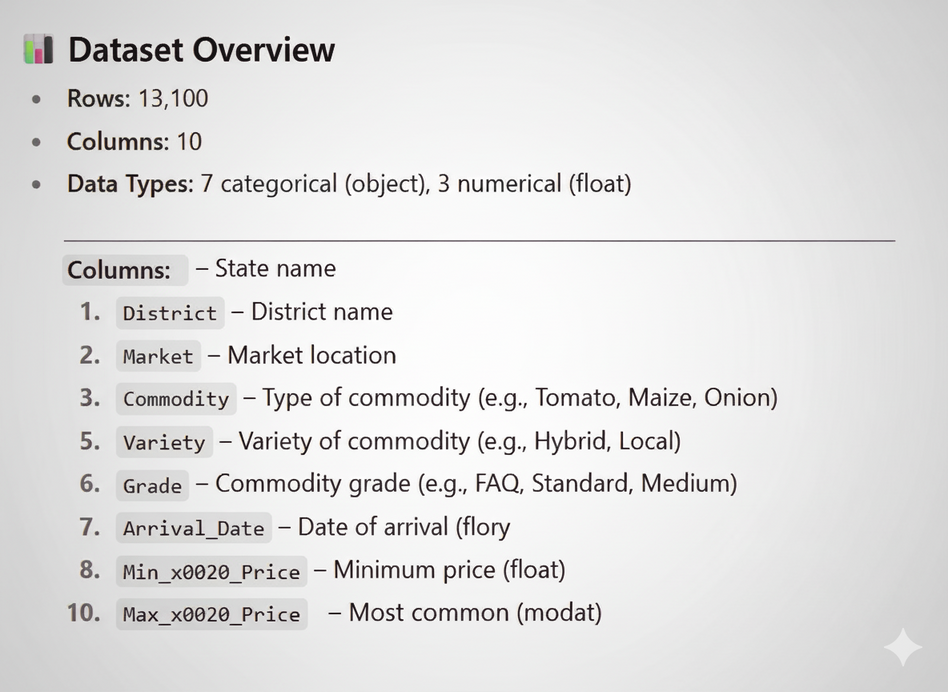 Dataset Overview
• Rows: 13,100
• Columns: 10
• Data Types: 7 categorical (object), 3 numerical (float)
Columns: – State name
1. District – District name
2. Market – Market location
3. Commodity – Type of commodity (e.g., Tomato, Maize, Onion)
5. Variety – Variety of commodity (e.g., Hybrid, Local)
6. Grade – Commodity grade (e.g., FAQ, Standard, Medium)
7. Arrival_Date – Date of arrival (flory
8. Min_x0020_Price – Minimum price (float)
10. Max_x0020_Price – Most common (modat)